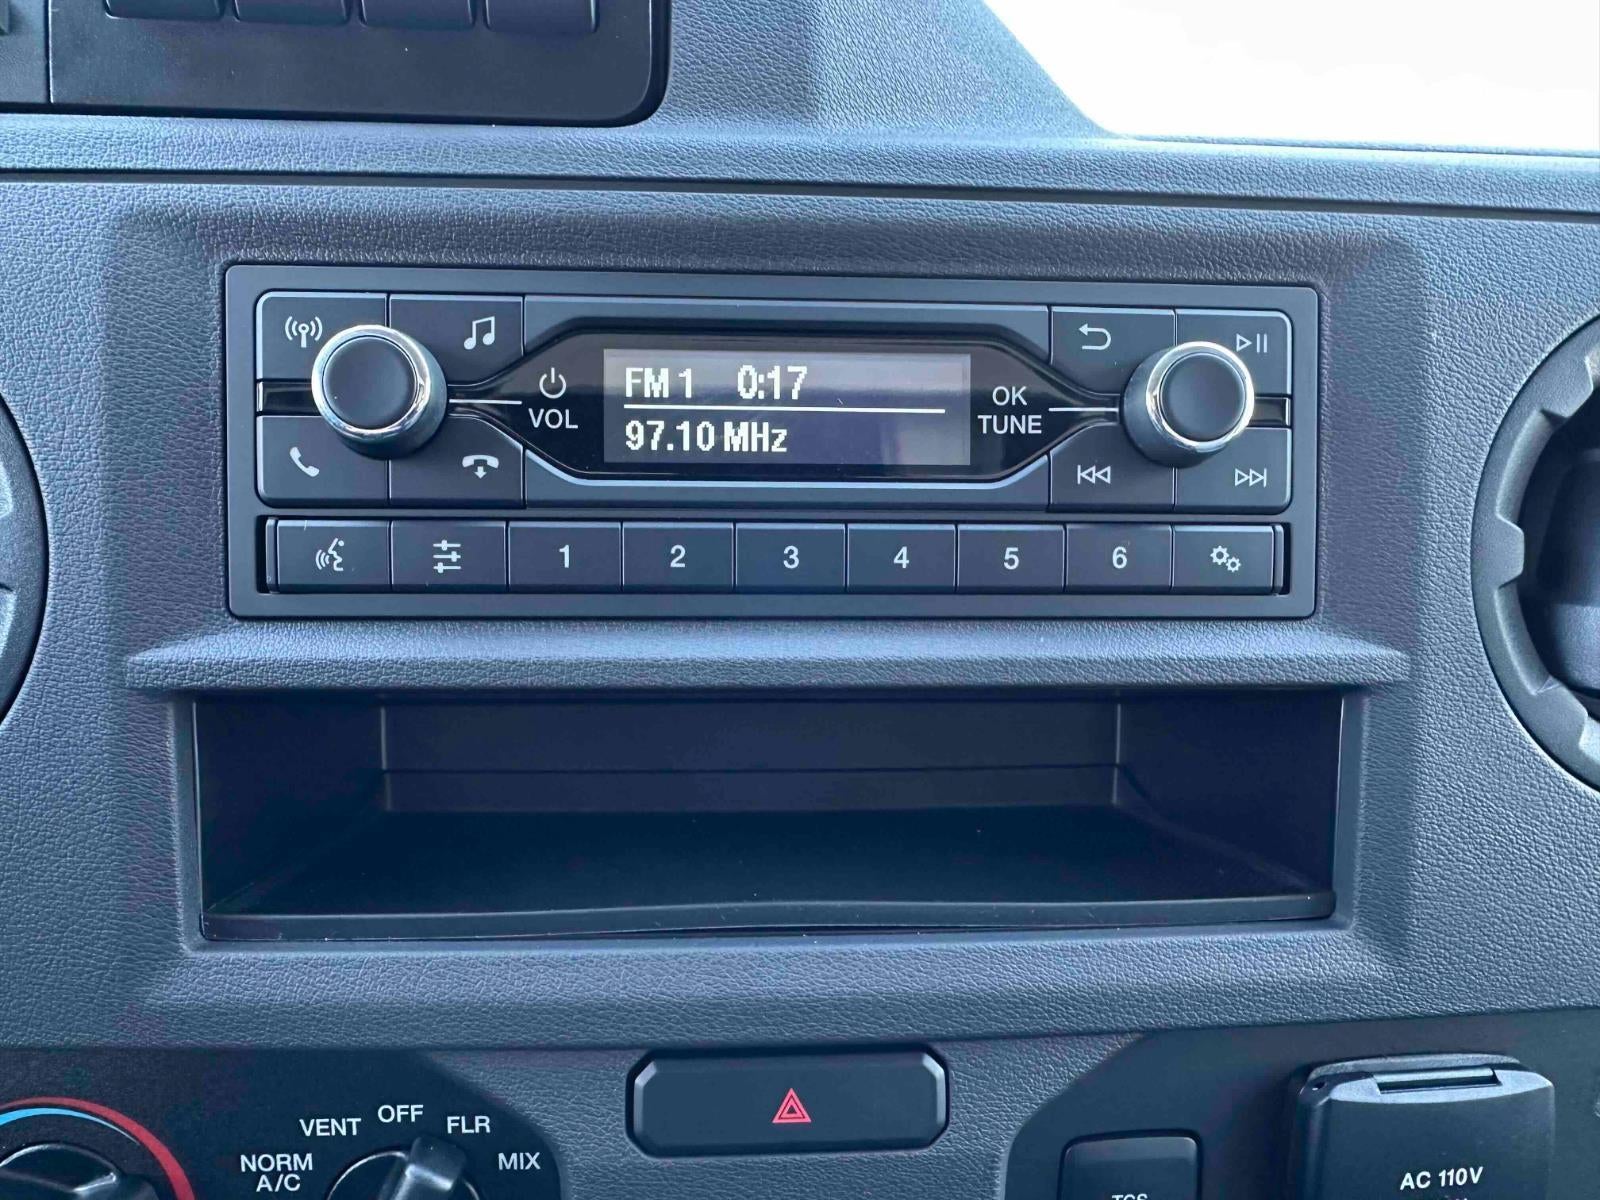 FM 1 0:17
97.10 MHz
VOL
OK
TUNE
1 2 3 4 5 6
VENT OFF FLR
NORM
A/C
MIX
AC 110V
TCS